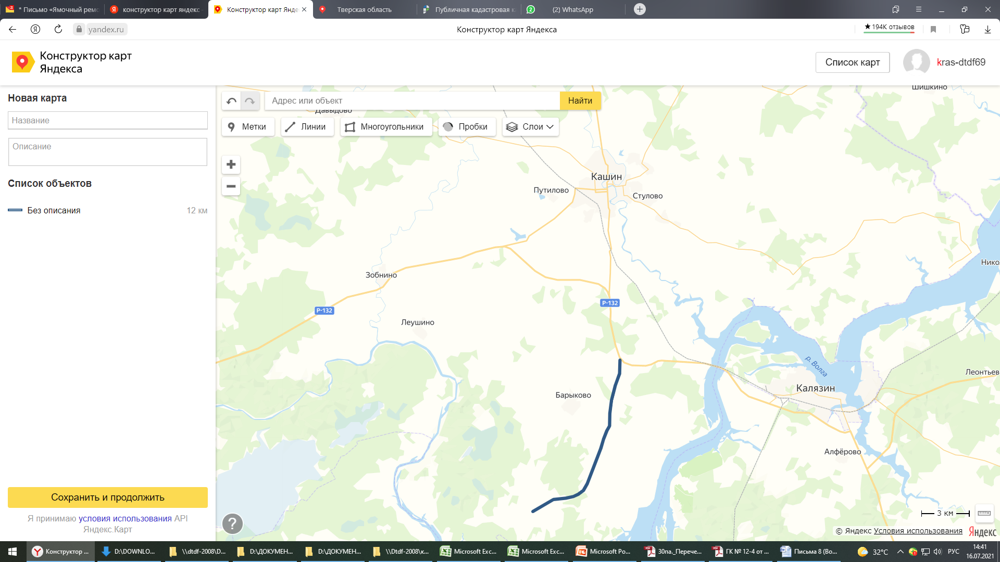 * Письмо «Ямочный рем
конструктор карт яндекс
Конструктор карт Янде
Тверская область
Публичная кадастровая к
2
(2) WhatsApp
yandex.ru
Конструктор карт Яндекса
★ 194K отзывов
Конструктор карт
Яндекса
Список карт
kras-dtdf69
Новая карта
Название
Описание
Список объектов
Без описания
12 км
Сохранить и продолжить
Я принимаю условия использования API
Яндекс.Карт
Адрес или объект
Найти
Давыдово
Метки
Линии
Многоугольники
Пробки
Слои
Шишкино
Кашин
Путилово
Стулово
Зобнино
Р-132
Р-132
Леушино
Нико
р. Волга
Леонтьев
Калязин
Барыково
Алфёрово
3 км
?
© Яндекс Условия использования
Яндекс
Конструктор ...
D:\DOWNLO...
\\dtdf-2008\D...
D:\ДОКУМЕН...
D:\ДОКУМЕН...
\\Dtdf-2008\к...
Microsoft Exc...
Microsoft Exc...
Microsoft Po...
30па._Перече...
ГК № 12-4 от ...
Письма 8 (Во...
32°C
РУС
14:41
16.07.2021